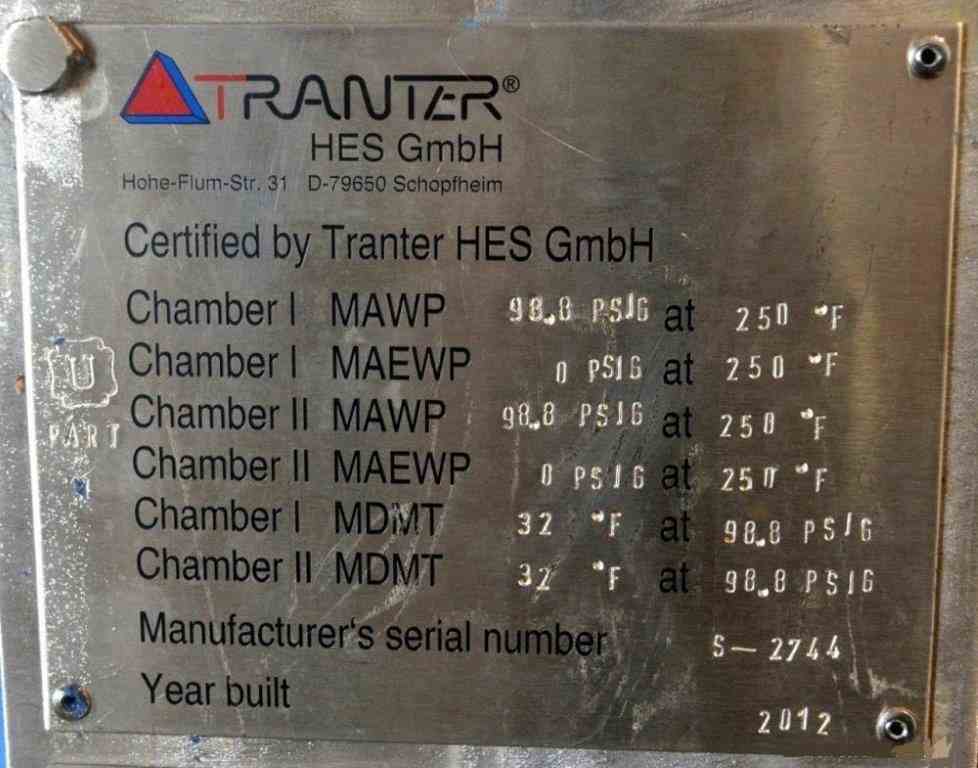 TRANTER®
HES GmbH
Hohe-Flum-Str. 31 D-79650 Schopfheim
Certified by Tranter HES GmbH
Chamber I MAWP 98.8 PSIG at 250 °F
Chamber I MAEWP 0 PSIG at 250 °F
Chamber II MAWP 98.8 PSIG at 250 °F
Chamber II MAEWP 0 PSIG at 250 °F
Chamber I MDMT 32 °F at 98.8 PSIG
Chamber II MDMT 32 °F at 98.8 PSIG
Manufacturer's serial number S-2744
Year built 2012
U
PART